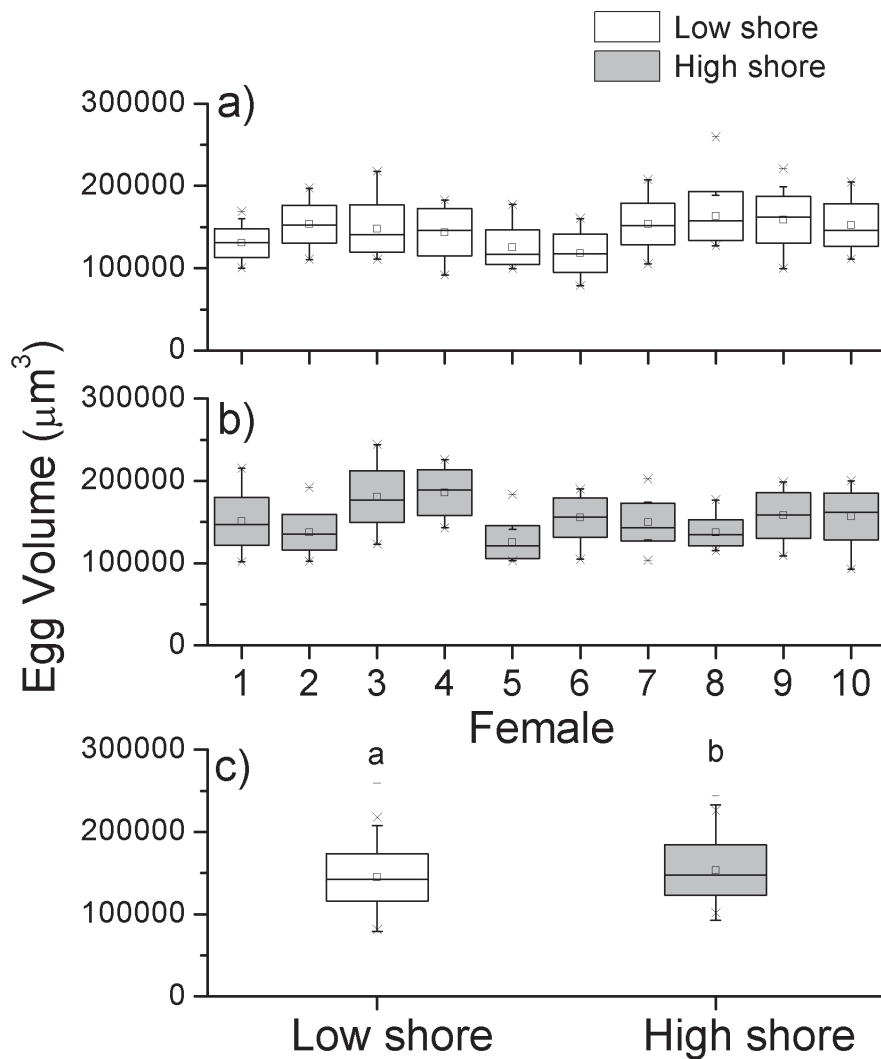 Low shore
High shore
a)
300000
200000
100000
0
b)
300000
200000
100000
0
Egg Volume (μm³)
1 2 3 4 5 6 7 8 9 10
Female
c)
a b
300000
200000
100000
0
Low shore High shore